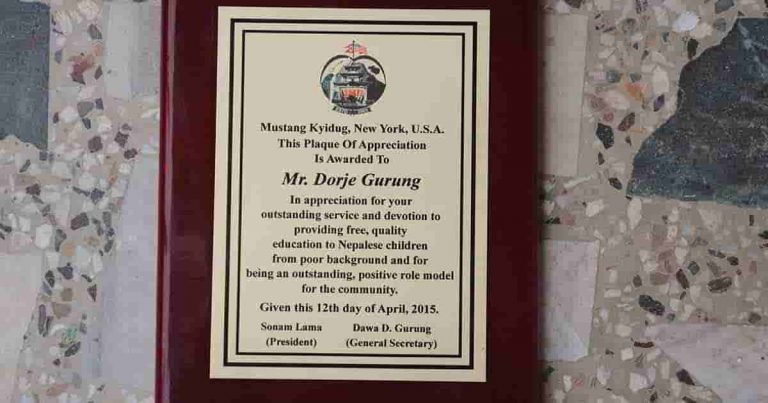 Mustang Kyidug, New York, U.S.A.
This Plaque Of Appreciation
Is Awarded To
Mr. Dorje Gurung
In appreciation for your
outstanding service and devotion to
providing free, quality
education to Nepalese children
from poor background and for
being an outstanding, positive role model
for the community.
Given this 12th day of April, 2015.
Sonam Lama Dawa D. Gurung
(President) (General Secretary)